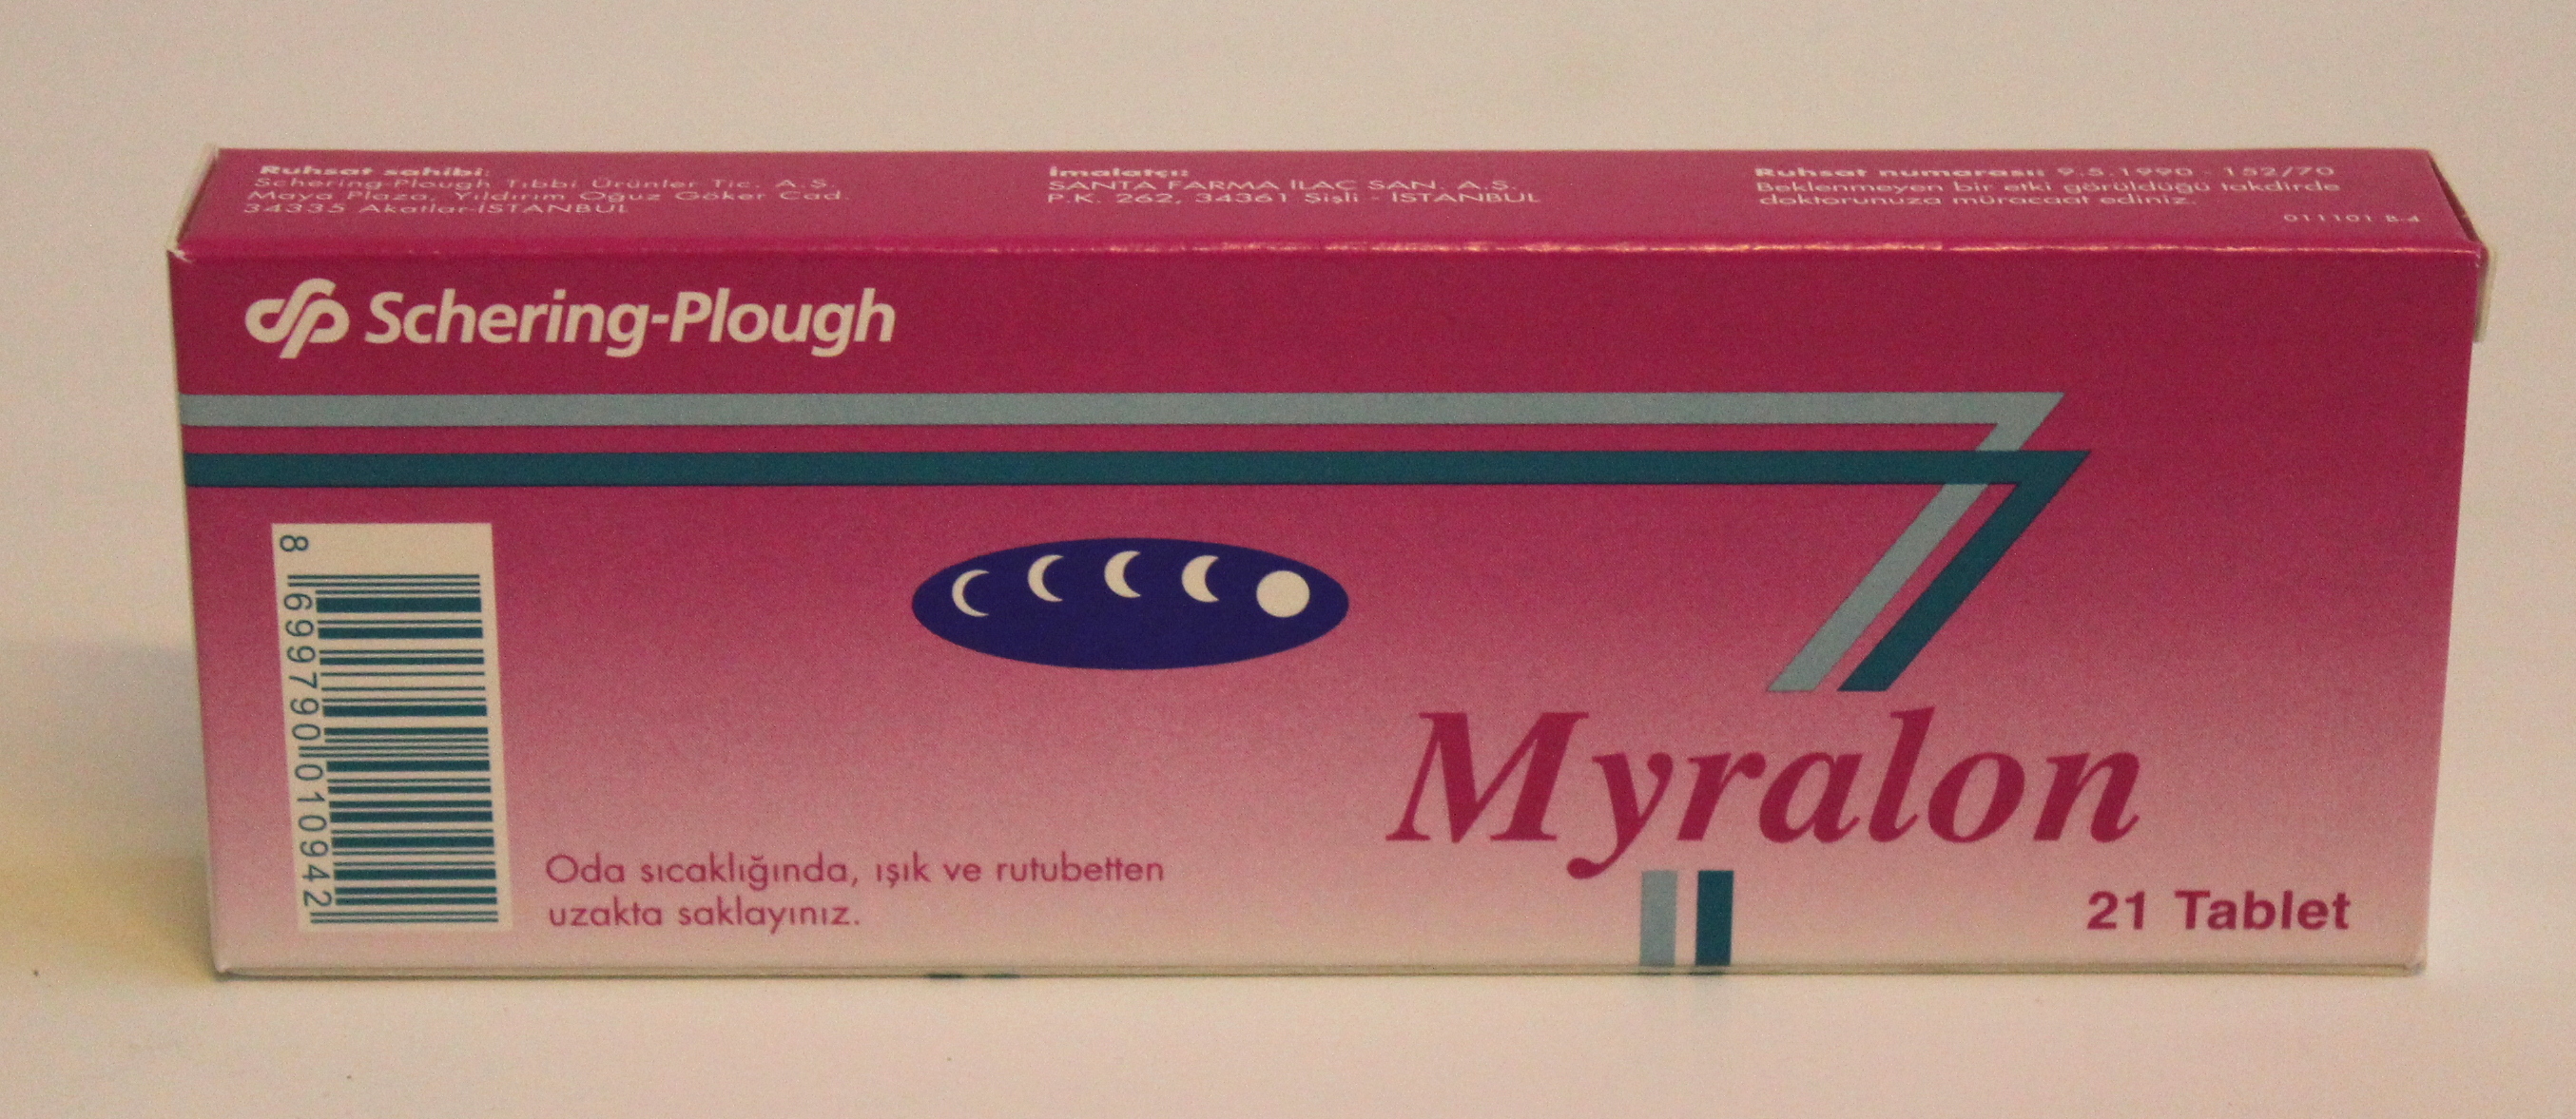 Ruhsat sahibi:
Schering-Plough Tıbbi Ürünler Tic. A.Ş.
Maya Plaza, Yıldırım Oğuz Göker Cad.
34335 Akatlar-İSTANBUL
İmalatçı:
SANTA FARMA İLAÇ SAN. A.Ş.
P.K. 262, 34361 Şişli - İSTANBUL
Ruhsat numarası: 9.5.1990 - 152/70
Beklenmeyen bir etki görüldüğü takdirde
doktorunuza müracaat ediniz.
011101 B-4
Schering-Plough
8 699790 010942
Myralon
Oda sıcaklığında, ışık ve rutubetten
uzakta saklayınız.
21 Tablet